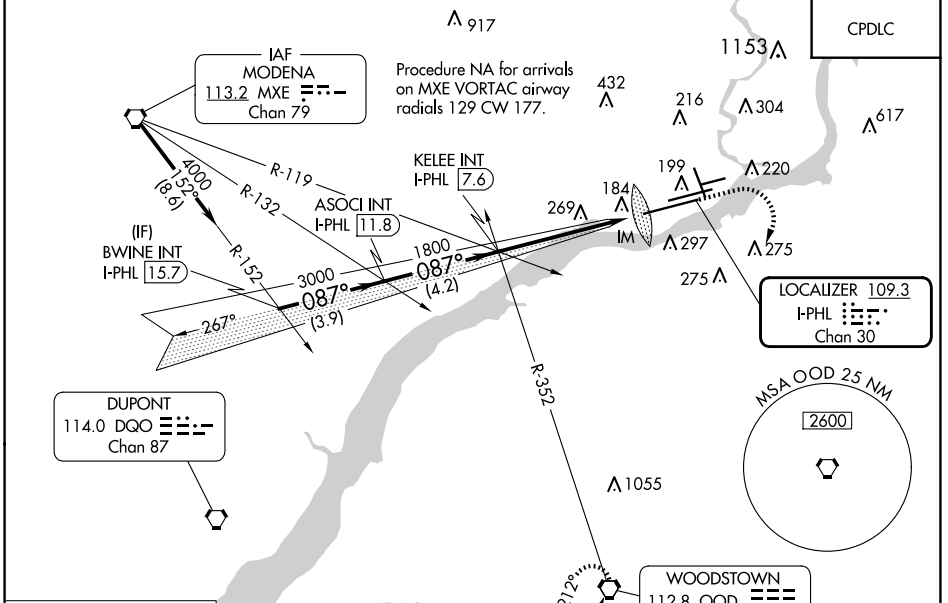 CPDLC
917
1153
IAF
MODENA
113.2 MXE
Chan 79
Procedure NA for arrivals
on MXE VORTAC airway
radials 129 CW 177.
432
216
304
617
4000
152°
(8.6)
R-119
R-132
R-152
KELEE INT
I-PHL 7.6
199
220
184
269
IM
297
275
275
ASOCI INT
I-PHL 11.8
(IF)
BWINE INT
I-PHL 15.7
3000
1800
087°
087°
(3.9)
(4.2)
267°
LOCALIZER 109.3
I-PHL
Chan 30
R-352
MSA OOD 25 NM
2600
DUPONT
114.0 DQO
Chan 87
1055
212°
WOODSTOWN
112.8 OOD